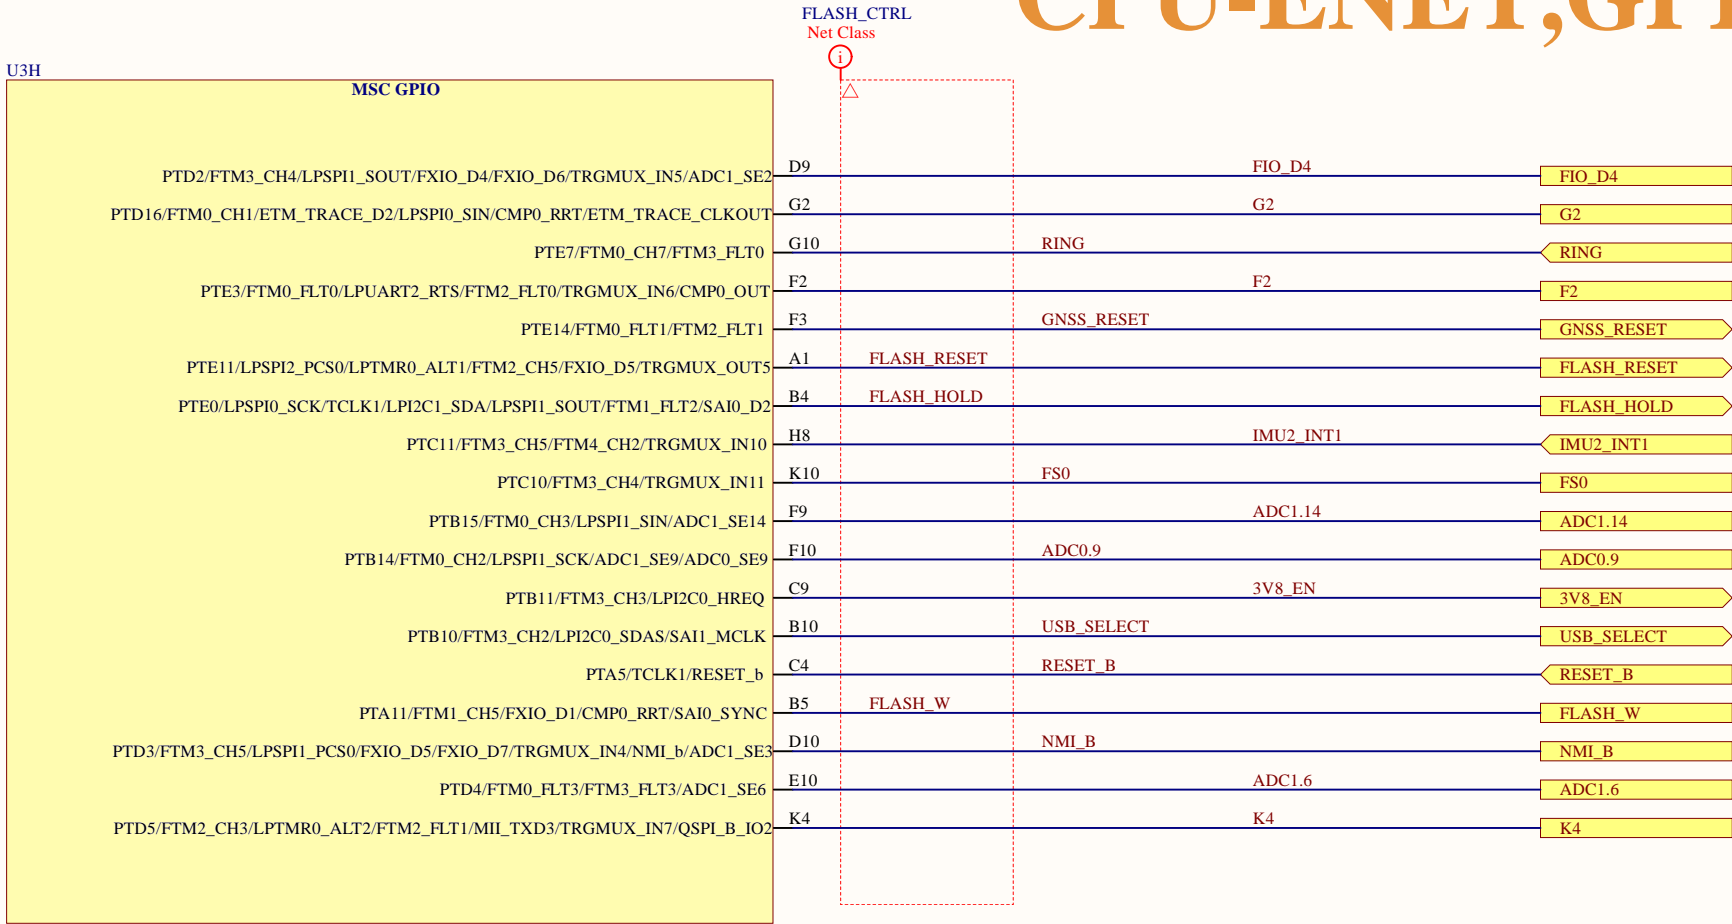 CPU-ENET,GPI
FLASH_CTRL
Net Class
i
U3H
MSC GPIO
PTD2/FTM3_CH4/LPSPI1_SOUT/FXIO_D4/FXIO_D6/TRGMUX_IN5/ADC1_SE2 D9 FIO_D4 FIO_D4
PTD16/FTM0_CH1/ETM_TRACE_D2/LPSPI0_SIN/CMP0_RRT/ETM_TRACE_CLKOUT G2 G2 G2
PTE7/FTM0_CH7/FTM3_FLT0 G10 RING RING
PTE3/FTM0_FLT0/LPUART2_RTS/FTM2_FLT0/TRGMUX_IN6/CMP0_OUT F2 F2 F2
PTE14/FTM0_FLT1/FTM2_FLT1 F3 GNSS_RESET GNSS_RESET
PTE11/LPSPI2_PCS0/LPTMR0_ALT1/FTM2_CH5/FXIO_D5/TRGMUX_OUT5 A1 FLASH_RESET FLASH_RESET
PTE0/LPSPI0_SCK/TCLK1/LPI2C1_SDA/LPSPI1_SOUT/FTM1_FLT2/SAI0_D2 B4 FLASH_HOLD FLASH_HOLD
PTC11/FTM3_CH5/FTM4_CH2/TRGMUX_IN10 H8 IMU2_INT1 IMU2_INT1
PTC10/FTM3_CH4/TRGMUX_IN11 K10 FS0 FS0
PTB15/FTM0_CH3/LPSPI1_SIN/ADC1_SE14 F9 ADC1.14 ADC1.14
PTB14/FTM0_CH2/LPSPI1_SCK/ADC1_SE9/ADC0_SE9 F10 ADC0.9 ADC0.9
PTB11/FTM3_CH3/LPI2C0_HREQ C9 3V8_EN 3V8_EN
PTB10/FTM3_CH2/LPI2C0_SDAS/SAI1_MCLK B10 USB_SELECT USB_SELECT
PTA5/TCLK1/RESET_b C4 RESET_B RESET_B
PTA11/FTM1_CH5/FXIO_D1/CMP0_RRT/SAI0_SYNC B5 FLASH_W FLASH_W
PTD3/FTM3_CH5/LPSPI1_PCS0/FXIO_D5/FXIO_D7/TRGMUX_IN4/NMI_b/ADC1_SE3 D10 NMI_B NMI_B
PTD4/FTM0_FLT3/FTM3_FLT3/ADC1_SE6 E10 ADC1.6 ADC1.6
PTD5/FTM2_CH3/LPTMR0_ALT2/FTM2_FLT1/MII_TXD3/TRGMUX_IN7/QSPI_B_IO2 K4 K4 K4